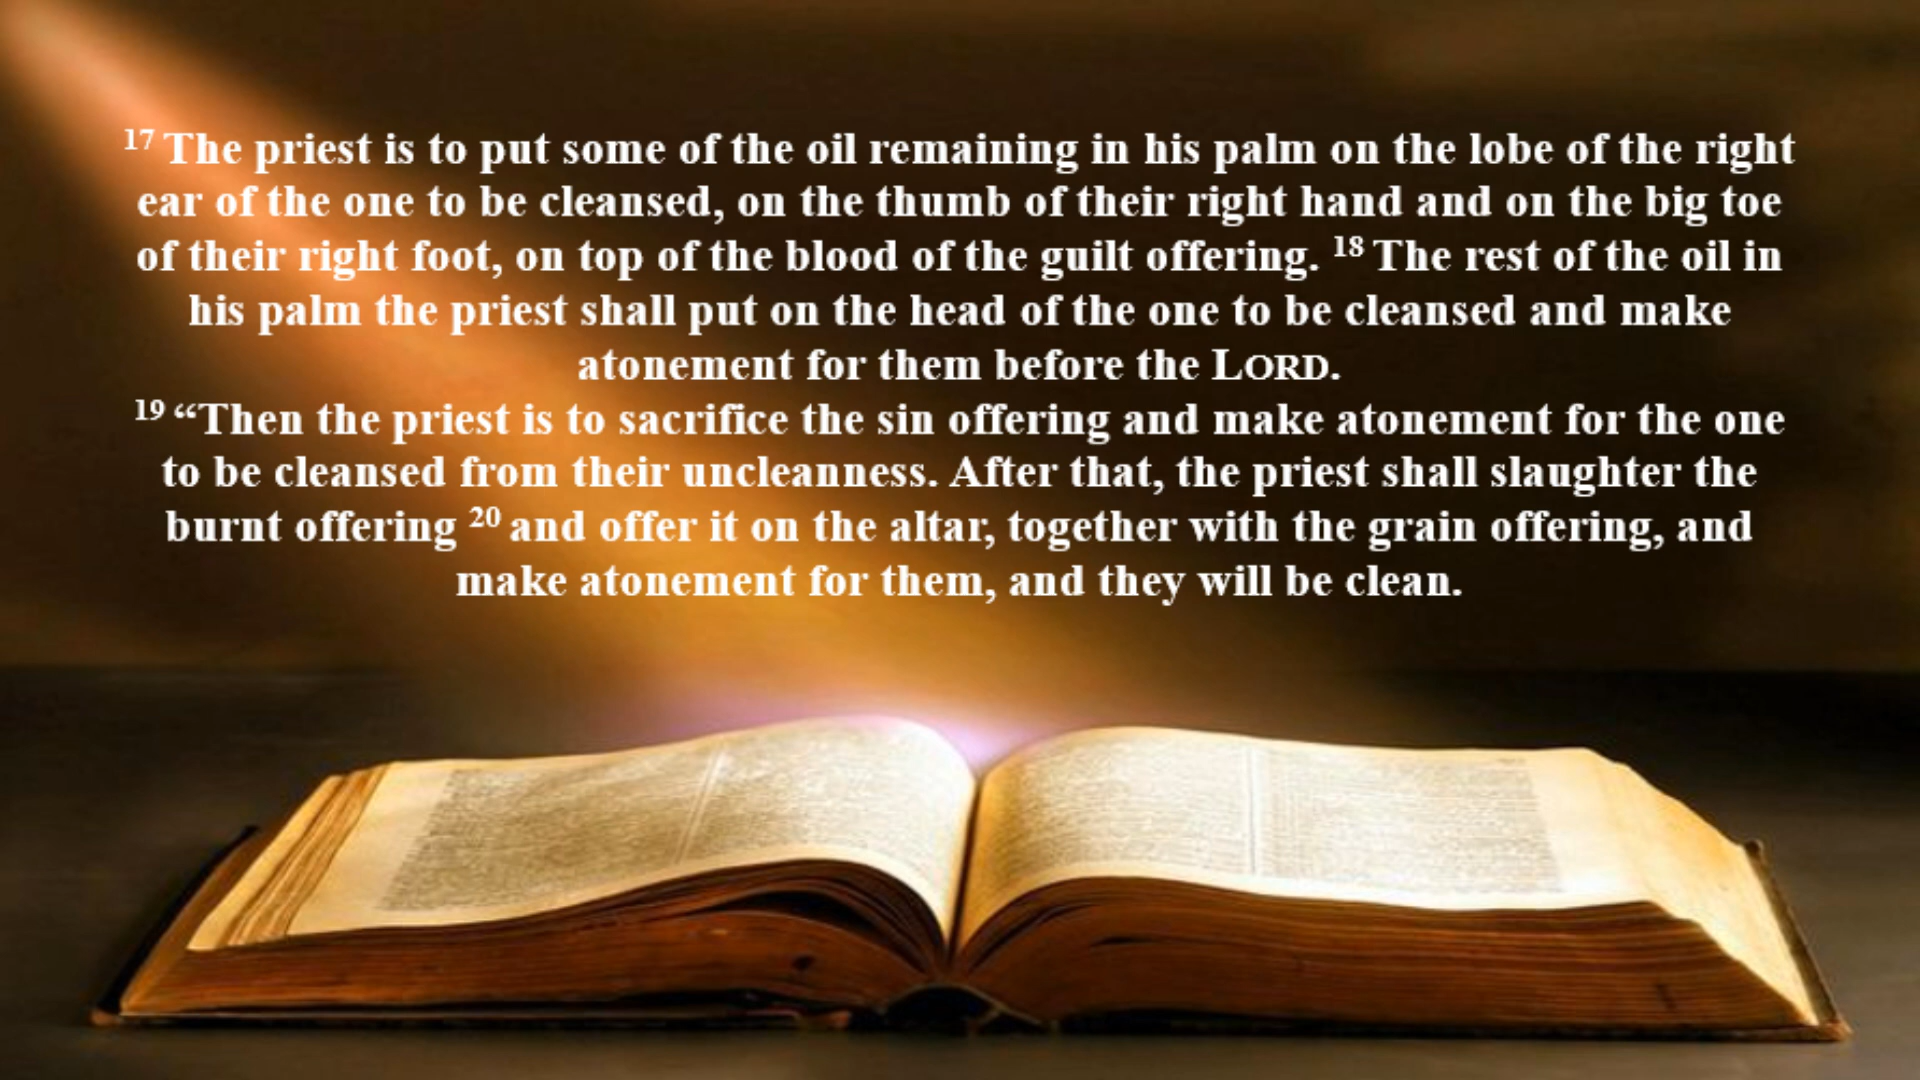 17 The priest is to put some of the oil remaining in his palm on the lobe of the right
ear of the one to be cleansed, on the thumb of their right hand and on the big toe
of their right foot, on top of the blood of the guilt offering. 18 The rest of the oil in
his palm the priest shall put on the head of the one to be cleansed and make
atonement for them before the LORD.
19 “Then the priest is to sacrifice the sin offering and make atonement for the one
to be cleansed from their uncleanness. After that, the priest shall slaughter the
burnt offering 20 and offer it on the altar, together with the grain offering, and
make atonement for them, and they will be clean.